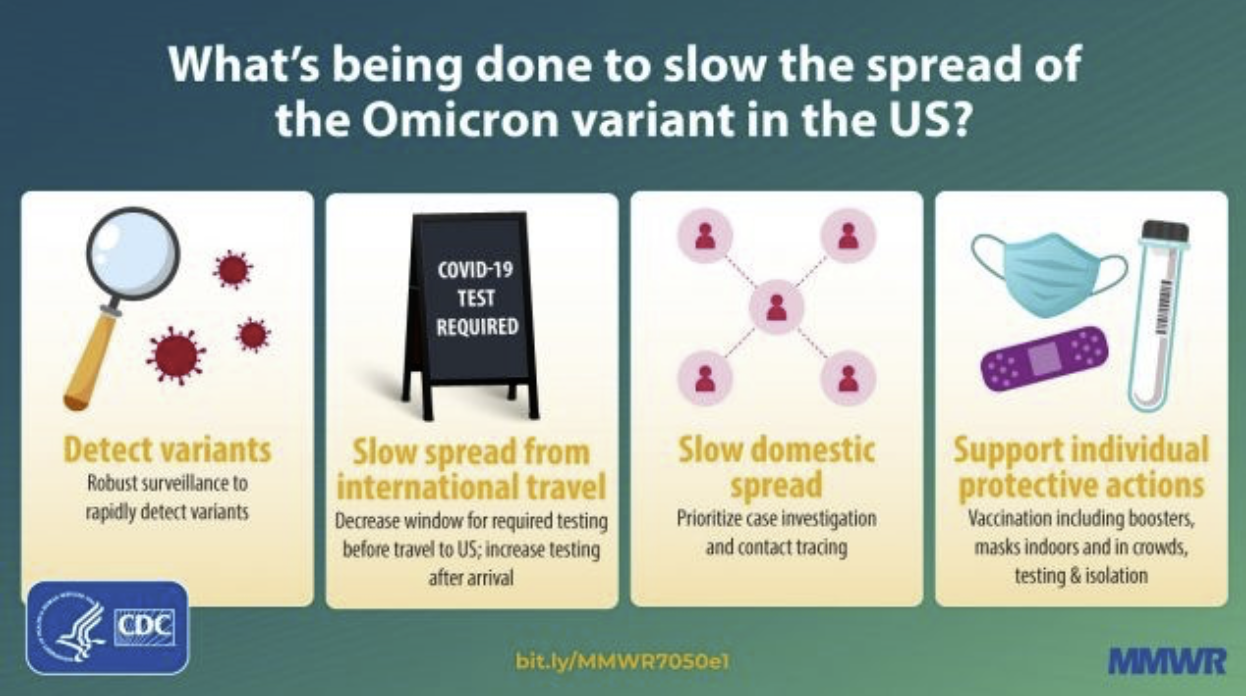 What's being done to slow the spread of
the Omicron variant in the US?
COVID-19
TEST
REQUIRED
Detect variants
Robust surveillance to
rapidly detect variants
Slow spread from
international travel
Decrease window for required testing
before travel to US; increase testing
after arrival
Slow domestic
spread
Prioritize case investigation
and contact tracing
Support individual
protective actions
Vaccination including boosters,
masks indoors and in crowds,
testing & isolation
CDC
bit.ly/MMWR7050e1
MMWR